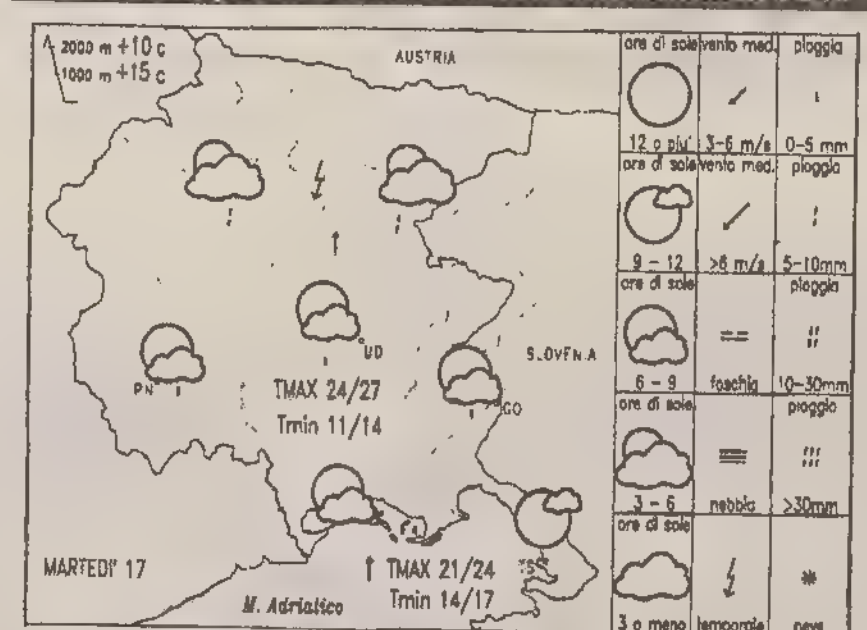 2000 m +10 c
1000 m +15 c
AUSTRIA
SLOVENIA
UD
PN
GO
TMAX 24/27
Tmin 11/14
TS
MARTEDI' 17
TMAX 21/24
Tmin 14/17
M. Adriatico
ore di sole vento med. pioggia
12 o piu' 3-6 m/s 0-5 mm
ore di sole vento med. pioggia
9 - 12 >6 m/s 5-10mm
ore di sole pioggia
6 - 9 foschia 10-30mm
ore di sole pioggia
3 - 6 nebbia >30mm
ore di sole
3 o meno temporale neve